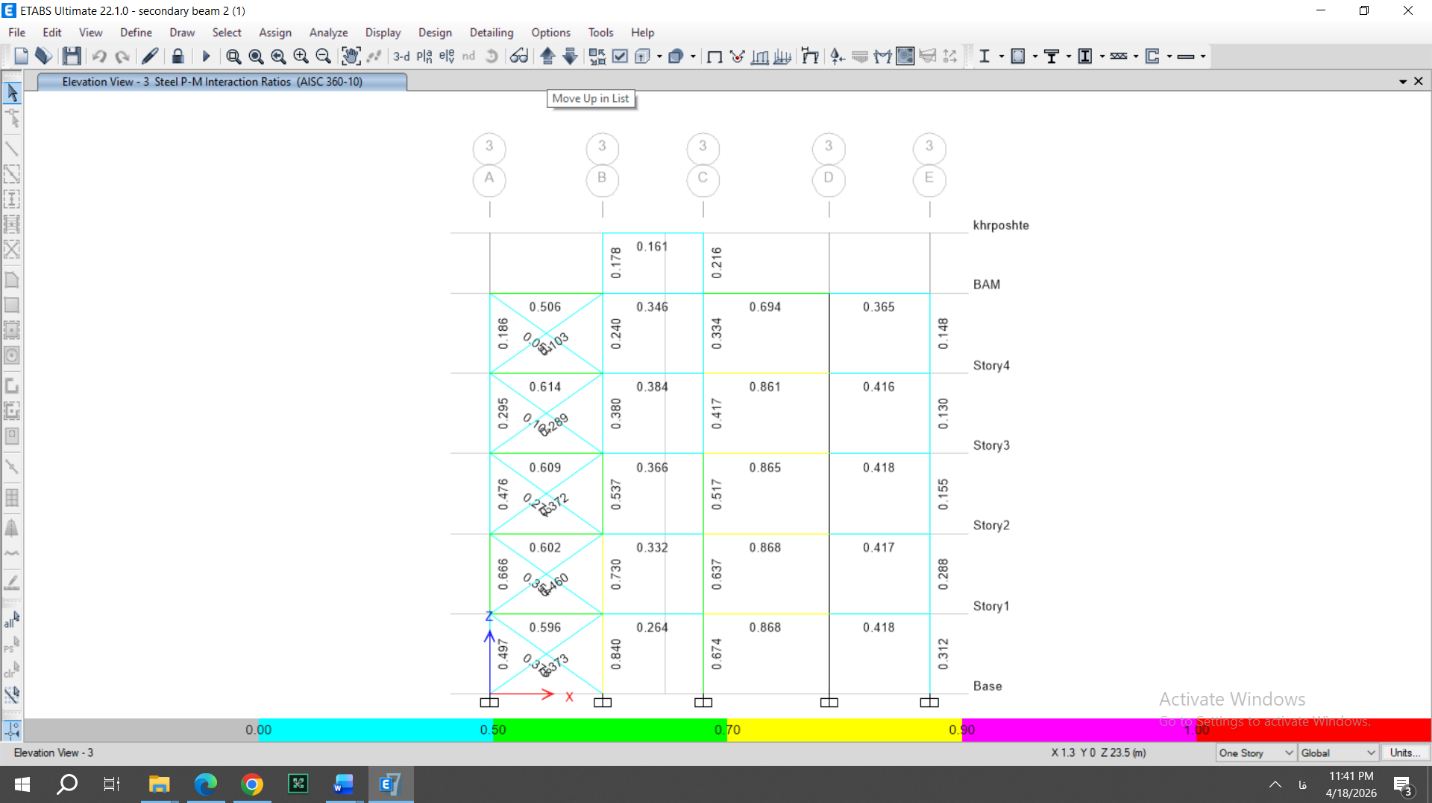 ETABS Ultimate 22.1.0 - secondary beam 2 (1)
File Edit View Define Draw Select Assign Analyze Display Design Detailing Options Tools Help
3-d
nd
Elevation View - 3 Steel P-M Interaction Ratios (AISC 360-10)
Move Up in List
3 3 3 3 3
A B C D E
khrposhte
0.161
0.178 0.216
BAM
0.506 0.346 0.694 0.365
0.186 0.240 0.334 0.148
Story4
0.614 0.384 0.861 0.416
0.295 0.289 0.380 0.417 0.130
Story3
0.609 0.366 0.865 0.418
0.476 0.537 0.517 0.155
Story2
0.602 0.332 0.868 0.417
0.666 0.730 0.637 0.288
Story1
Z
0.596 0.264 0.868 0.418
0.497 0.840 0.674 0.312
Base
X
all
ps
clr
Activate Windows
Go to Settings to activate Windows.
0.00 0.50 0.70 0.90 1.00
Elevation View - 3
X 1.3 Y 0 Z 23.5 (m)
One Story Global Units...
فا
11:41 PM
4/18/2026
3